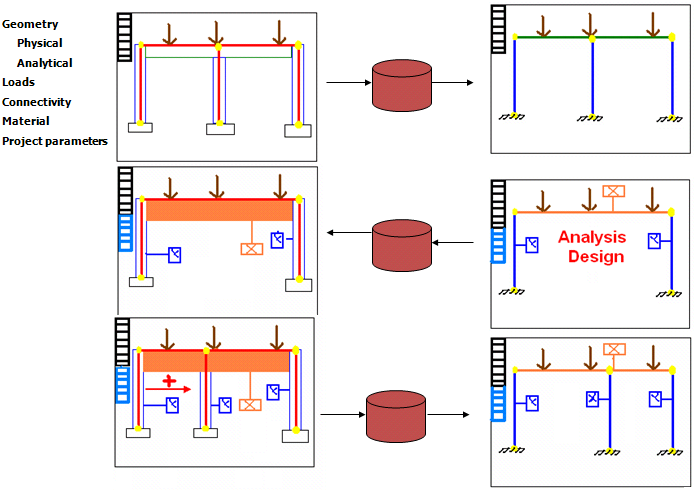 Geometry
Physical
Analytical
Loads
Connectivity
Material
Project parameters
Analysis
Design